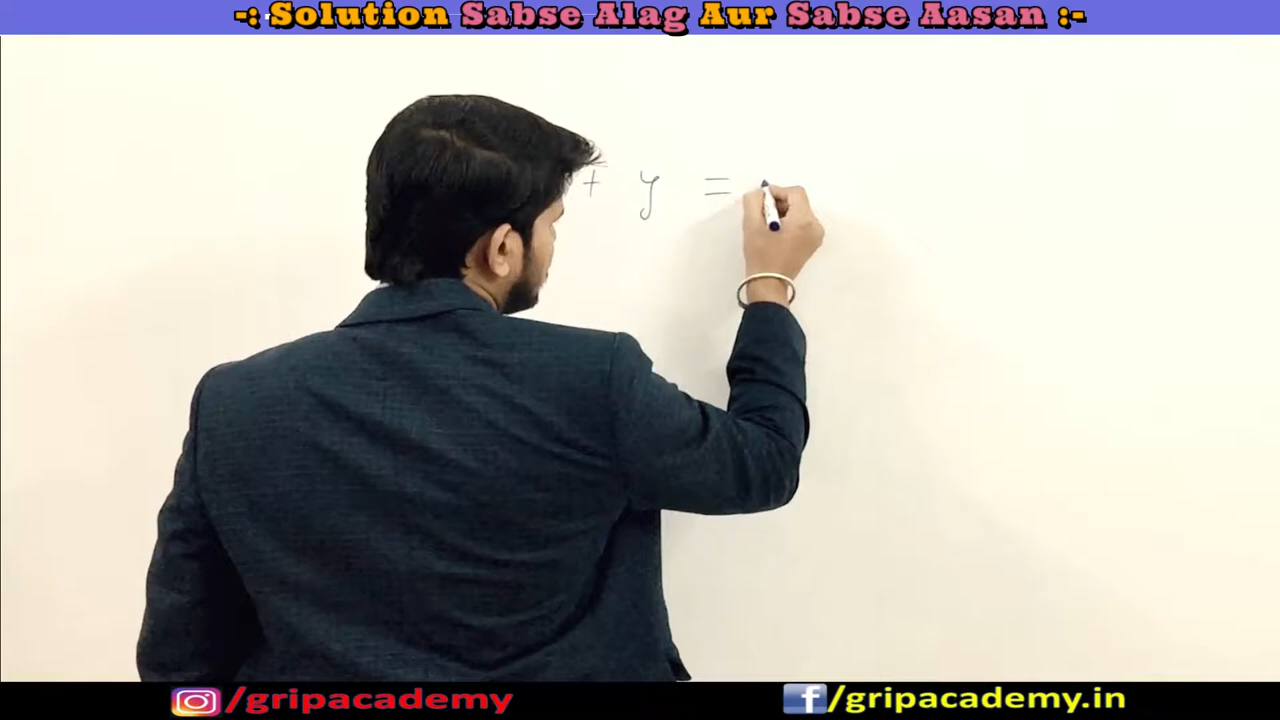 -: Solution Sabse Alag Aur Sabse Aasan :-
+ y =
/gripacademy
/gripacademy.in